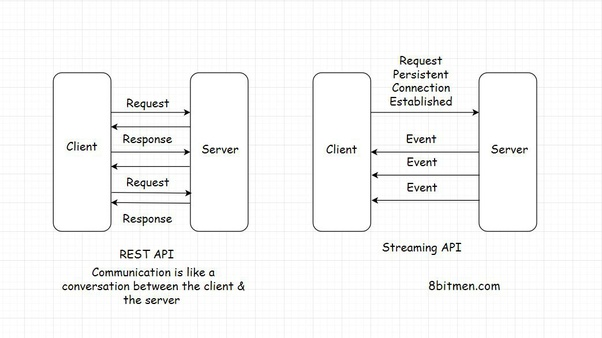 Client
Request
Response
Request
Response
Server
REST API
Communication is like a
conversation between the client &
the server
Request
Persistent
Connection
Established
Client
Event
Event
Event
Server
Streaming API
8bitmen.com